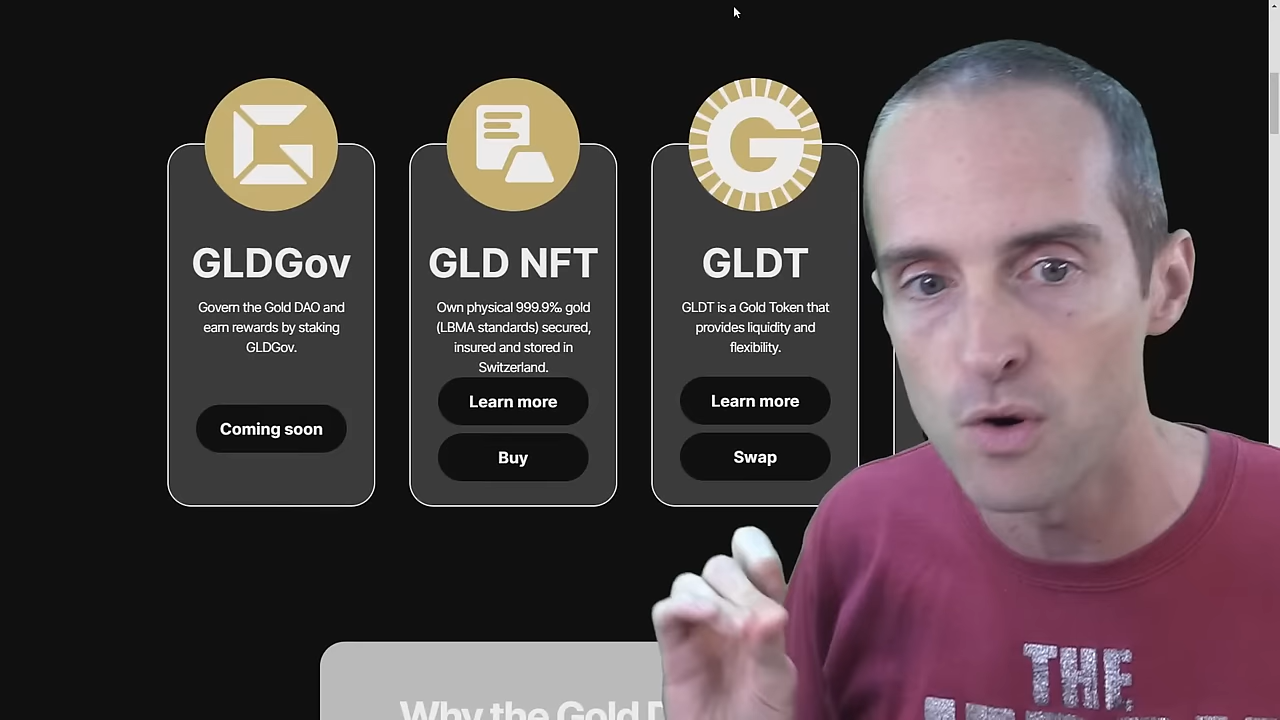 GLDGov
Govern the Gold DAO and
earn rewards by staking
GLDGov.
Coming soon
GLD NFT
Own physical 999.9‰ gold
(LBMA standards) secured,
insured and stored in
Switzerland.
Learn more
Buy
GLDT
GLDT is a Gold Token that
provides liquidity and
flexibility.
Learn more
Swap
Why the Gold
THE